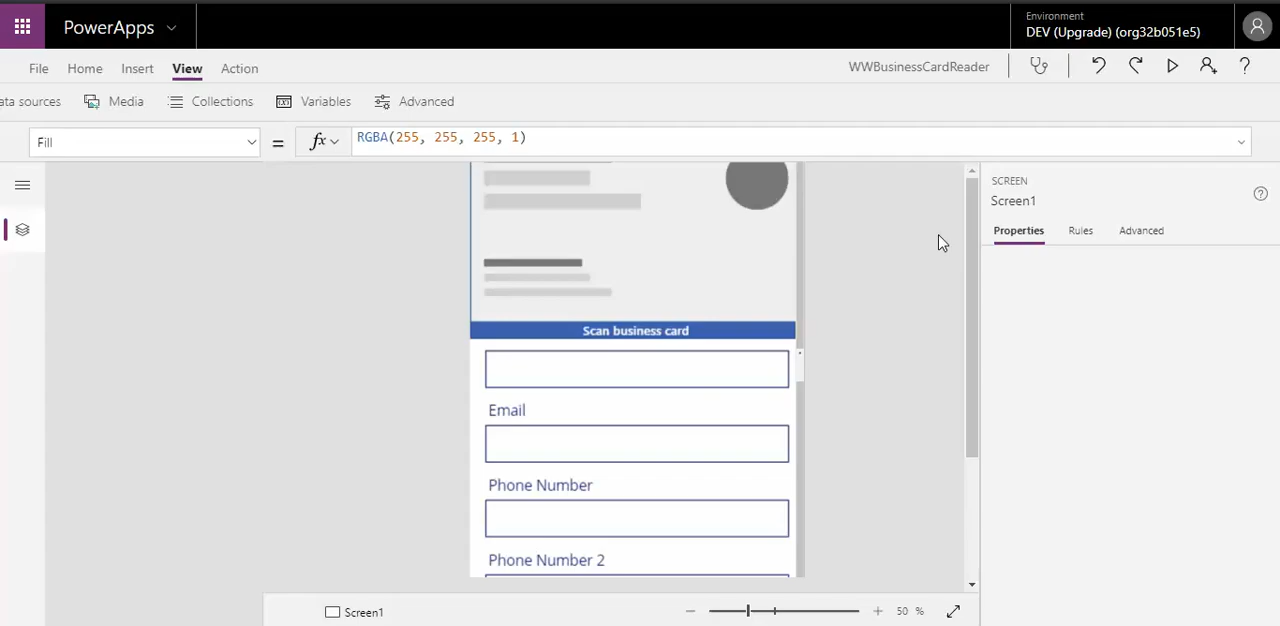 PowerApps
Environment
DEV (Upgrade) (org32b051e5)
File Home Insert View Action
WWBusinessCardReader
ata sources Media Collections Variables Advanced
Fill = fx RGBA(255, 255, 255, 1)
SCREEN
Screen1
Properties Rules Advanced
Scan business card
Email
Phone Number
Phone Number 2
Screen1
50 %